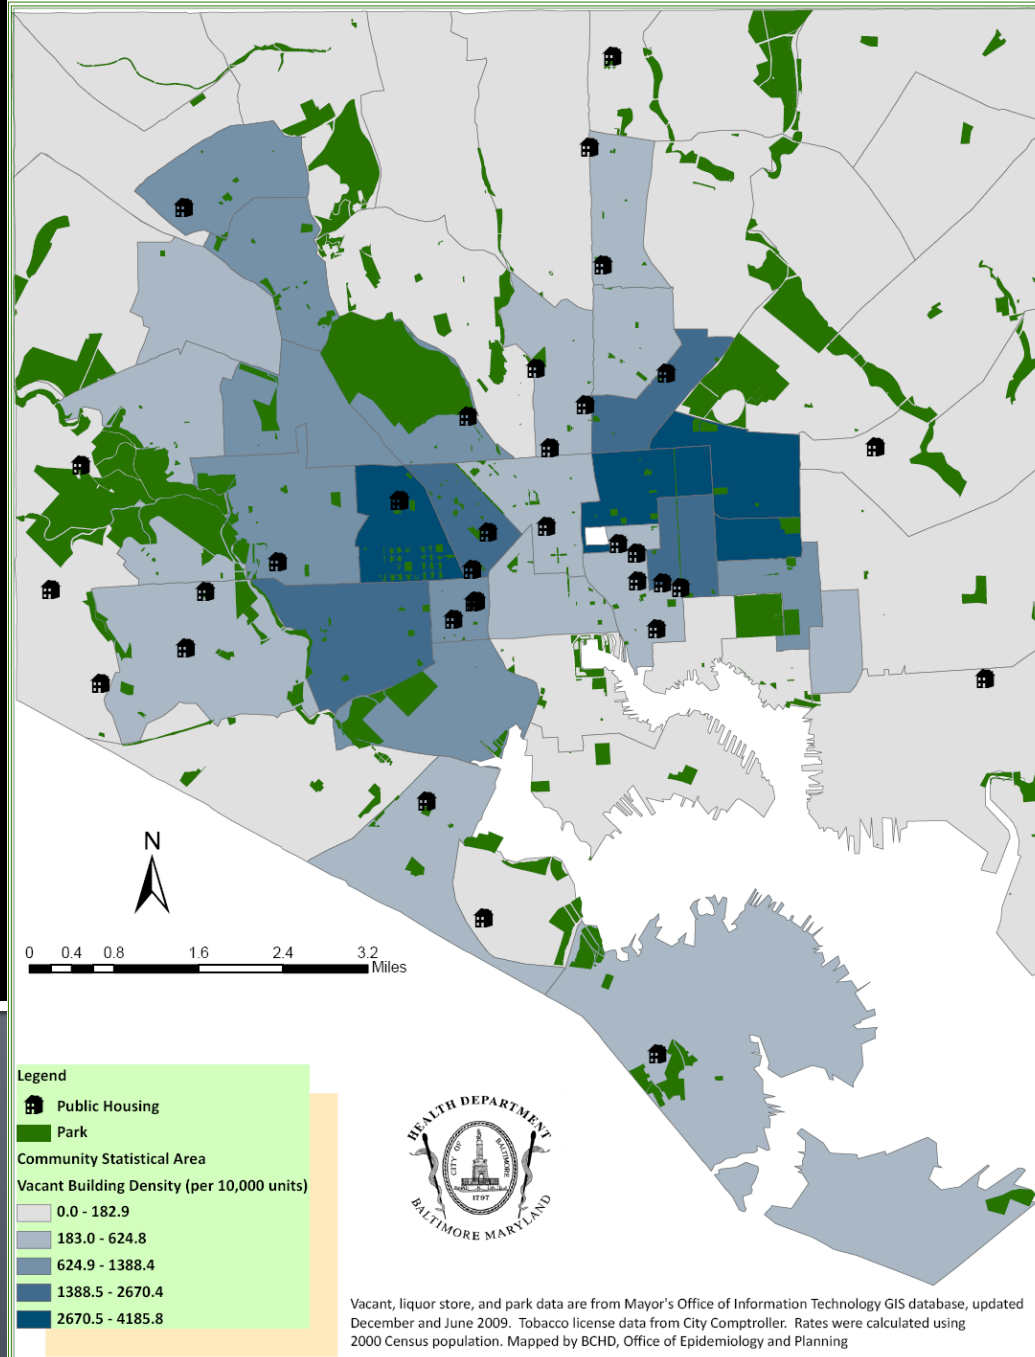 N
0 0.4 0.8 1.6 2.4 3.2
Miles
Legend
Public Housing
Park
Community Statistical Area
Vacant Building Density (per 10,000 units)
0.0 - 182.9
183.0 - 624.8
624.9 - 1388.4
1388.5 - 2670.4
2670.5 - 4185.8
HEALTH DEPARTMENT
CITY OF BALTIMORE
1797
BALTIMORE MARYLAND
Vacant, liquor store, and park data are from Mayor's Office of Information Technology GIS database, updated
December and June 2009.  Tobacco license data from City Comptroller.  Rates were calculated using
2000 Census population. Mapped by BCHD, Office of Epidemiology and Planning